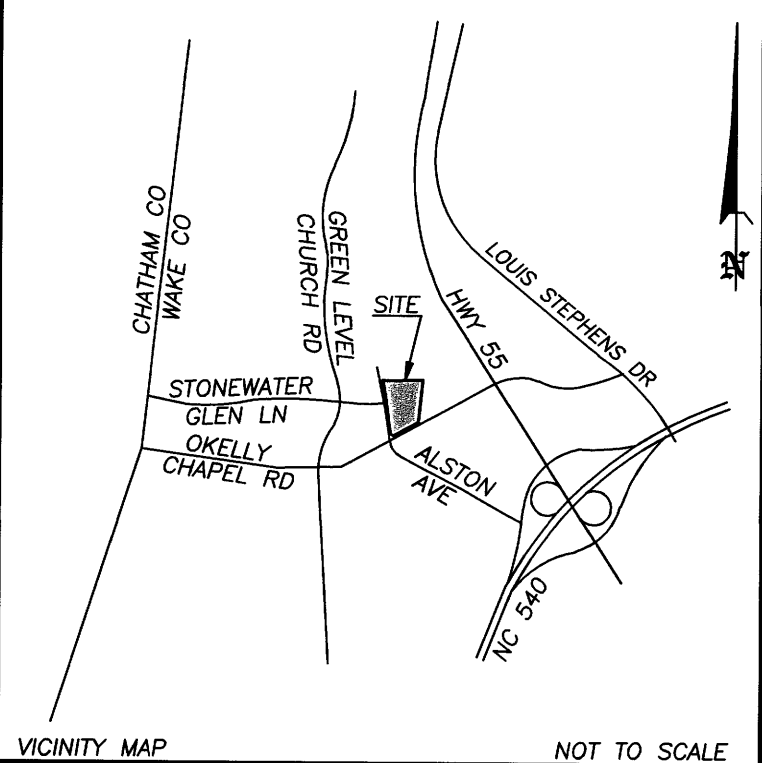 CHATHAM CO
WAKE CO
GREEN LEVEL
CHURCH RD
SITE
HWY 55
LOUIS STEPHENS DR
N
STONEWATER
GLEN LN
OKELLY
CHAPEL RD
ALSTON
AVE
NC 540
VICINITY MAP
NOT TO SCALE